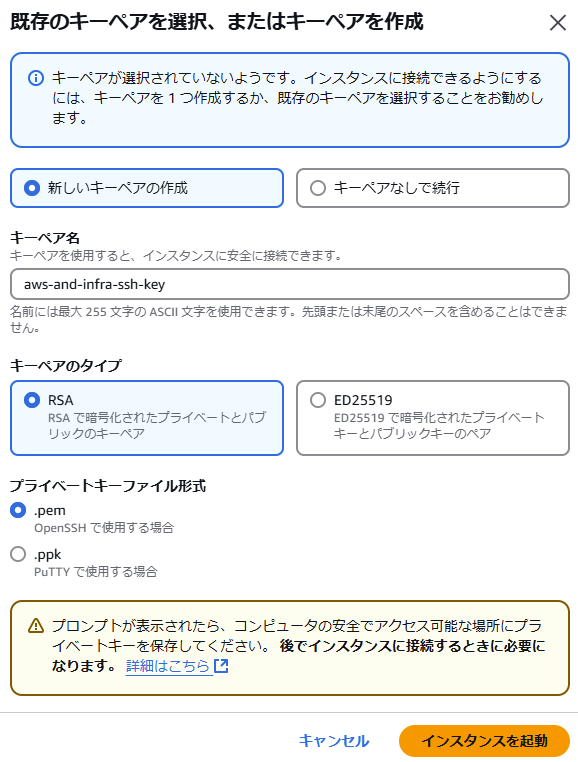 既存のキーペアを選択、またはキーペアを作成
キーペアが選択されていないようです。インスタンスに接続できるようにする
には、キーペアを 1 つ作成するか、既存のキーペアを選択することをお勧めし
ます。
新しいキーペアの作成
キーペアなしで続行
キーペア名
キーペアを使用すると、インスタンスに安全に接続できます。
aws-and-infra-ssh-key
名前には最大 255 文字の ASCII 文字を使用できます。先頭または末尾のスペースを含めることはできま
せん。
キーペアのタイプ
RSA
RSA で暗号化されたプライベートとパブ
リックのキーペア
ED25519
ED25519 で暗号化されたプライベート
キーとパブリックキーのペア
プライベートキーファイル形式
.pem
OpenSSH で使用する場合
.ppk
PuTTY で使用する場合
プロンプトが表示されたら、コンピュータの安全でアクセス可能な場所にプラ
イベートキーを保存してください。後でインスタンスに接続するときに必要に
なります。 詳細はこちら
キャンセル
インスタンスを起動